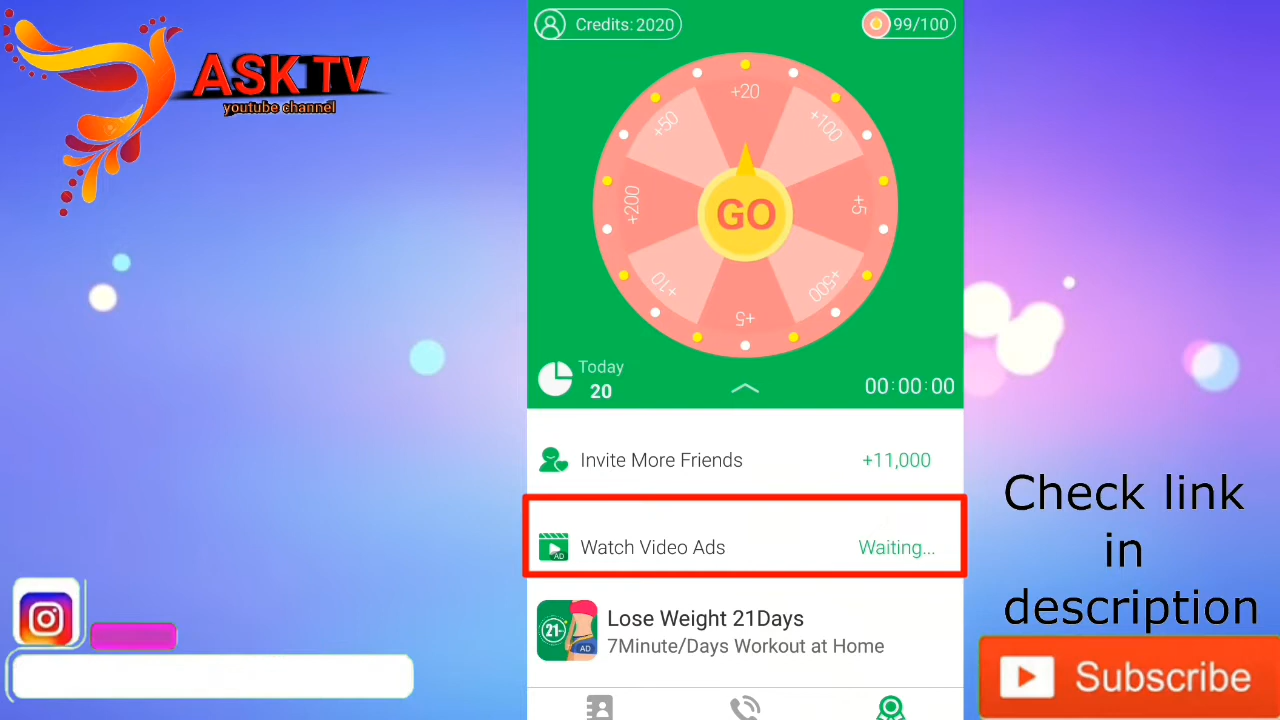 ASK TV
youtube channel
Credits: 2020
99/100
+20
+100
+5
+500
+5
+10
+200
+50
GO
Today
20
00:00:00
Invite More Friends
+11,000
Watch Video Ads
Waiting...
AD
21
AD
Lose Weight 21Days
7Minute/Days Workout at Home
Check link
in
description
Subscribe